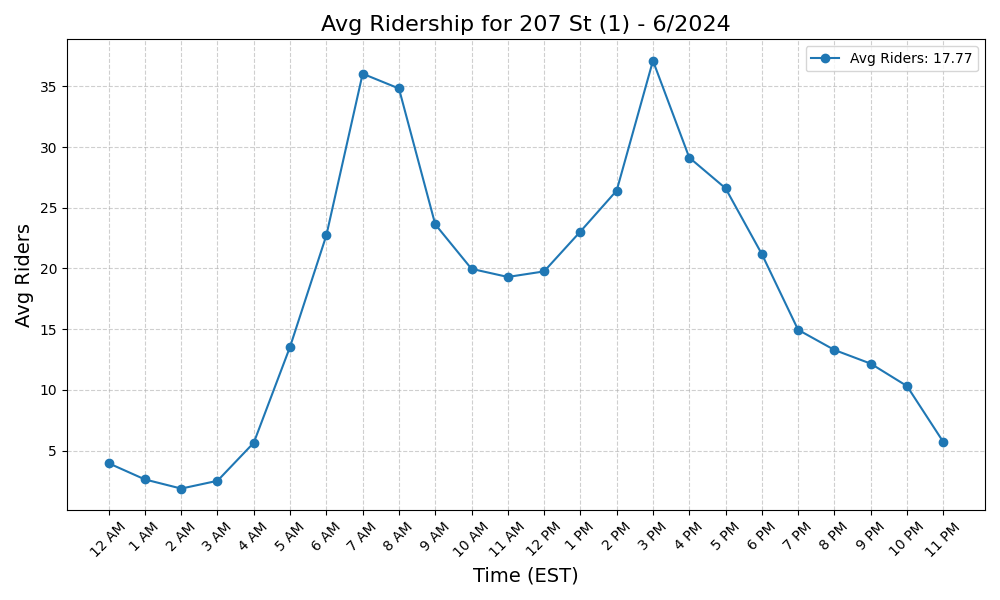 Avg Ridership for 207 St (1) - 6/2024
Avg Riders: 17.77
Avg Riders
35
30
25
20
15
10
5
12 AM
1 AM
2 AM
3 AM
4 AM
5 AM
6 AM
7 AM
8 AM
9 AM
10 AM
11 AM
12 PM
1 PM
2 PM
3 PM
4 PM
5 PM
6 PM
7 PM
8 PM
9 PM
10 PM
11 PM
Time (EST)